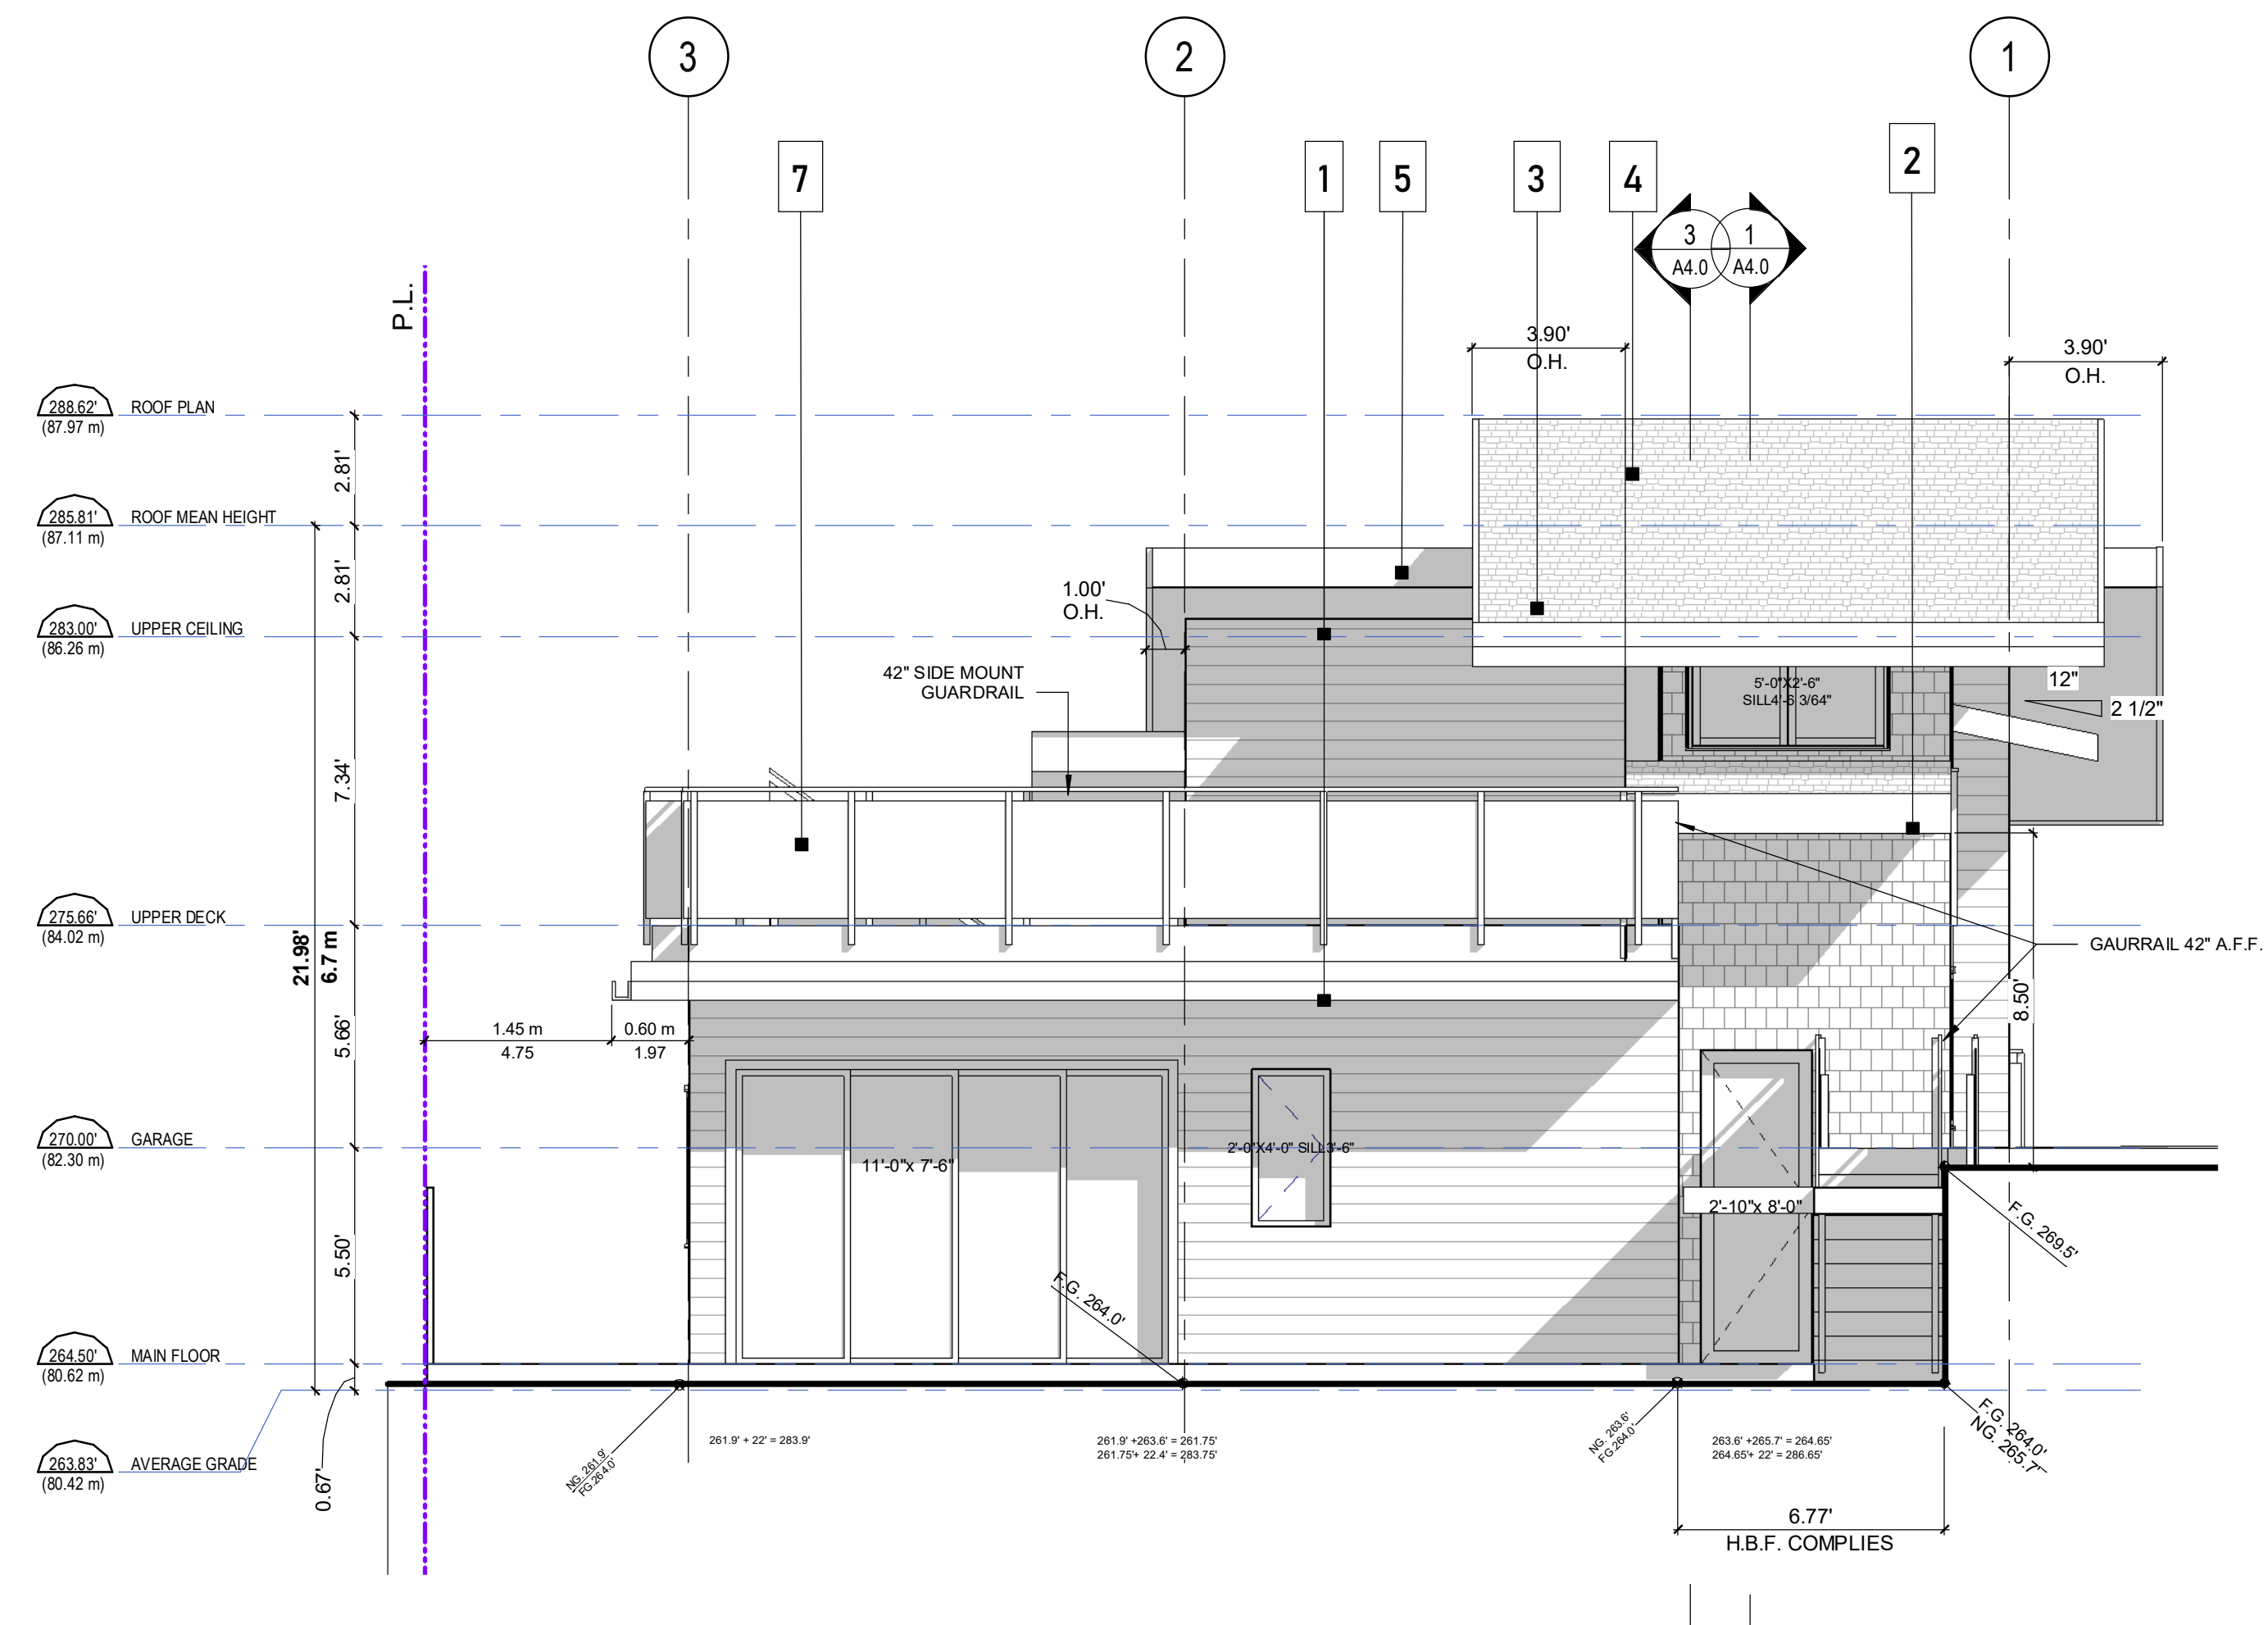 3
2
1
7
1
5
3
4
2
3
A4.0
1
A4.0
P.L.
3.90'
O.H.
3.90'
O.H.
288.62'
ROOF PLAN
(87.97 m)
2.81'
285.81'
ROOF MEAN HEIGHT
(87.11 m)
2.81'
1.00'
O.H.
283.00'
UPPER CEILING
(86.26 m)
42" SIDE MOUNT
GUARDRAIL
5'-0"X2'-6"
SILL4'-6 3/64"
12"
2 1/2"
7.34'
275.66'
UPPER DECK
(84.02 m)
21.98'
6.7 m
GAURRAIL 42" A.F.F.
8.50'
5.66'
1.45 m
4.75
0.60 m
1.97
270.00'
GARAGE
(82.30 m)
2'-0"X4'-0" SILL3'-6"
11'-0"x 7'-6"
2'-10"x 8'-0"
F.G. 269.5'
5.50'
F.G. 264.0'
264.50'
MAIN FLOOR
(80.62 m)
263.83'
AVERAGE GRADE
(80.42 m)
0.67'
NG. 261.9'
FG.264.0'
261.9' + 22' = 283.9'
261.9' +263.6' = 261.75'
261.75'+ 22.4' = 283.75'
NG. 263.6'
FG.264.0'
263.6' +265.7' = 264.65'
264.65'+ 22' = 286.65'
F.G. 264.0'
NG. 265.7'
6.77'
H.B.F. COMPLIES